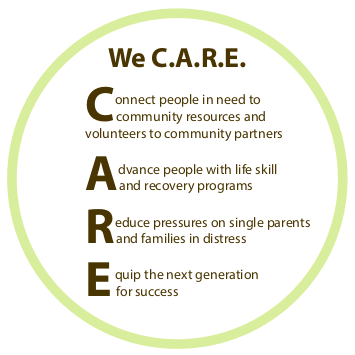 We C.A.R.E.
Connect people in need to
community resources and
volunteers to community partners
Advance people with life skill
and recovery programs
Reduce pressures on single parents
and families in distress
Equip the next generation
for success